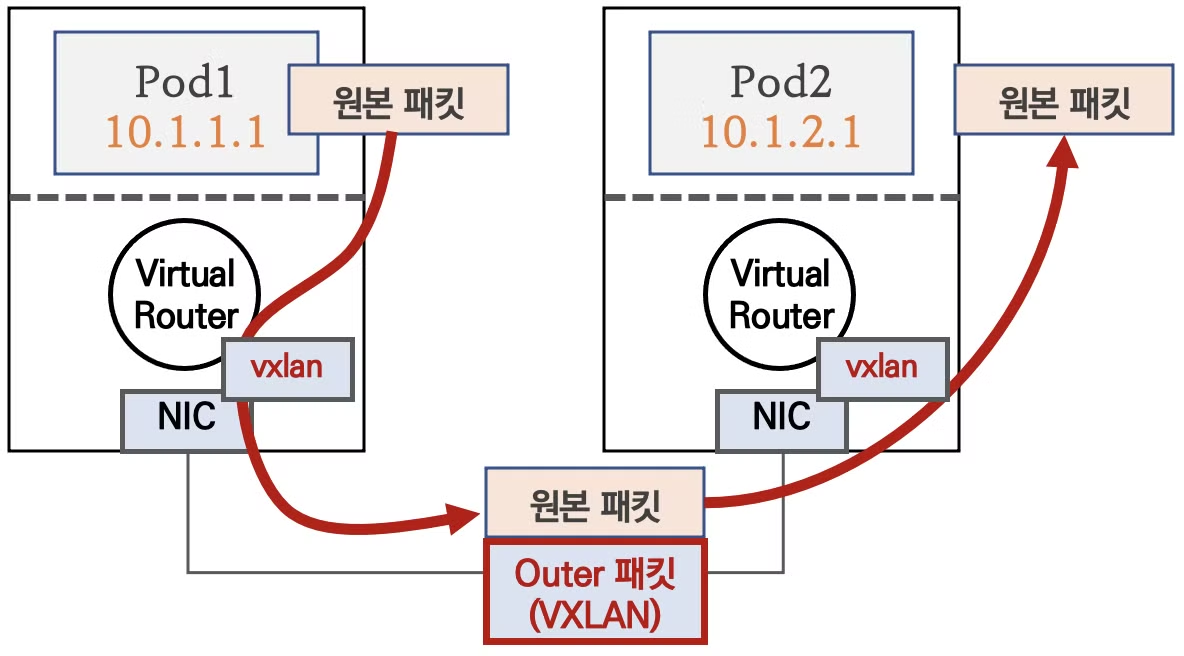 Pod1
10.1.1.1
원본 패킷
Virtual
Router
vxlan
NIC
Pod2
10.1.2.1
원본 패킷
Virtual
Router
vxlan
NIC
원본 패킷
Outer 패킷
(VXLAN)